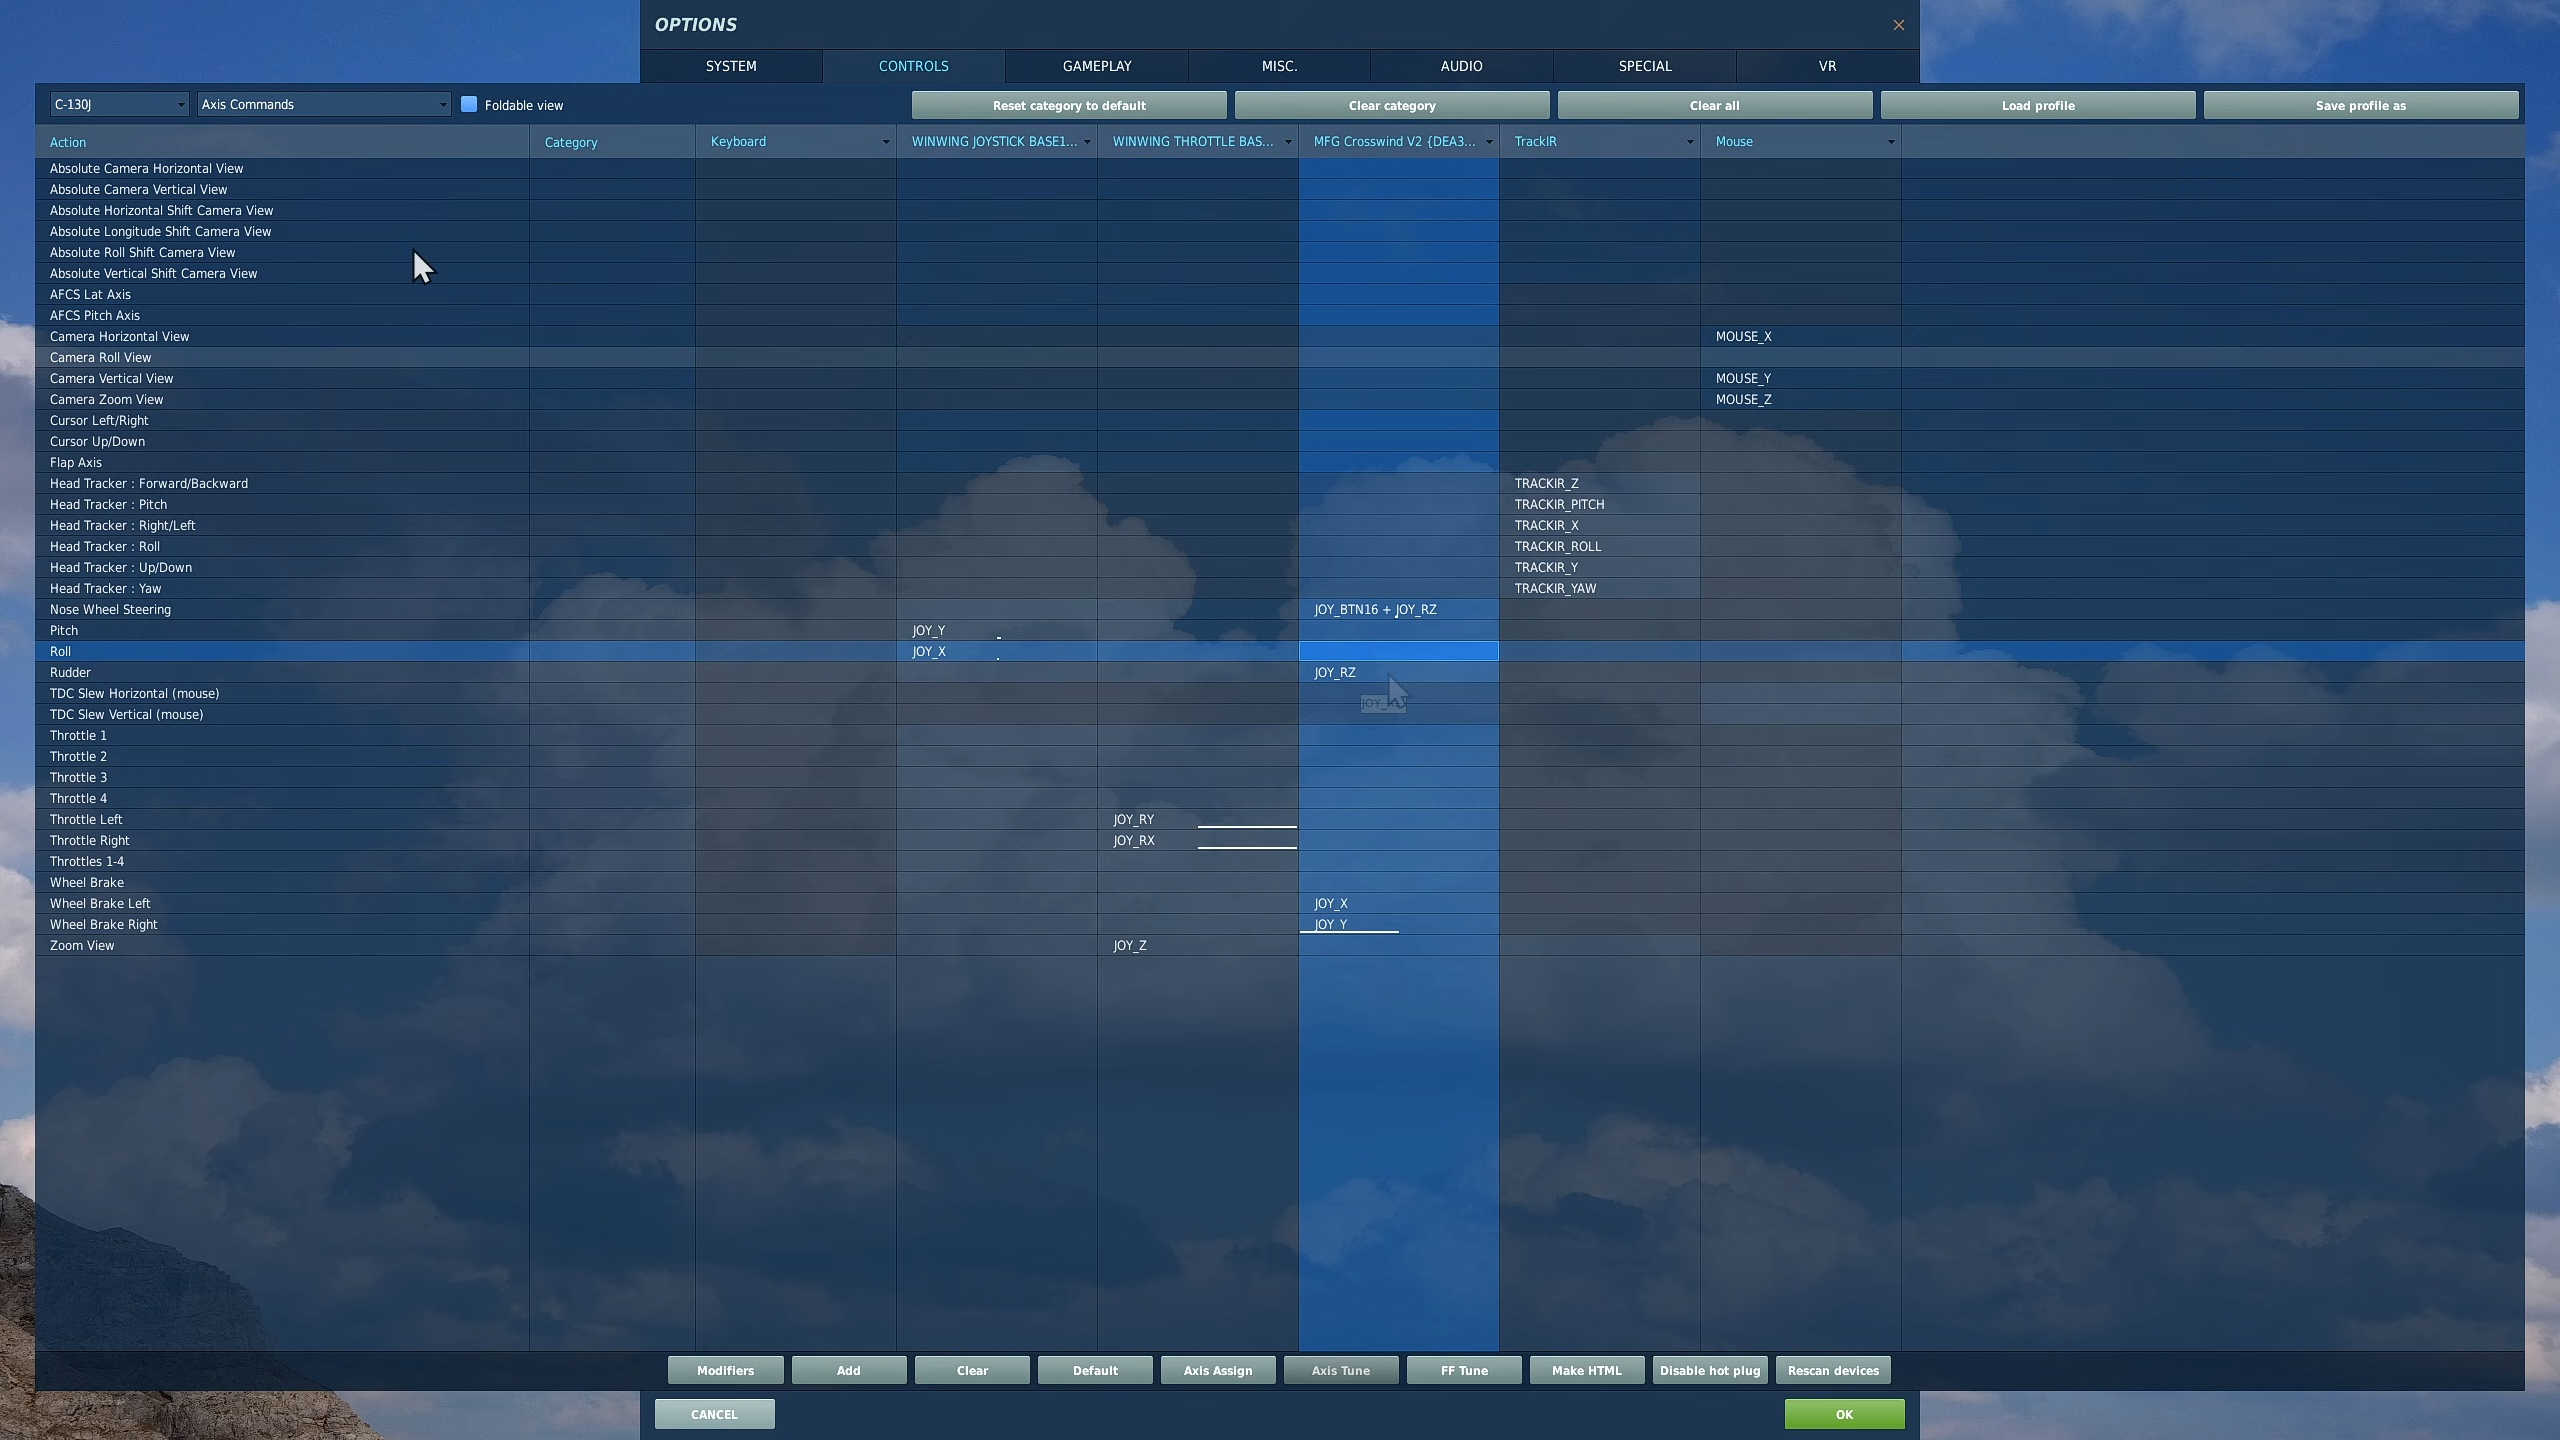 OPTIONS
SYSTEM CONTROLS GAMEPLAY MISC. AUDIO SPECIAL VR
C-130J Axis Commands Foldable view Reset category to default Clear category Clear all Load profile Save profile as
Action Category Keyboard WINWING JOYSTICK BASE1... WINWING THROTTLE BAS... MFG Crosswind V2 {DEA3... TrackIR Mouse
Absolute Camera Horizontal View
Absolute Camera Vertical View
Absolute Horizontal Shift Camera View
Absolute Longitude Shift Camera View
Absolute Roll Shift Camera View
Absolute Vertical Shift Camera View
AFCS Lat Axis
AFCS Pitch Axis
Camera Horizontal View MOUSE_X
Camera Roll View
Camera Vertical View MOUSE_Y
Camera Zoom View MOUSE_Z
Cursor Left/Right
Cursor Up/Down
Flap Axis
Head Tracker : Forward/Backward TRACKIR_Z
Head Tracker : Pitch TRACKIR_PITCH
Head Tracker : Right/Left TRACKIR_X
Head Tracker : Roll TRACKIR_ROLL
Head Tracker : Up/Down TRACKIR_Y
Head Tracker : Yaw TRACKIR_YAW
Nose Wheel Steering JOY_BTN16 + JOY_RZ
Pitch JOY_Y
Roll JOY_X
Rudder JOY_RZ
TDC Slew Horizontal (mouse)
TDC Slew Vertical (mouse)
Throttle 1
Throttle 2
Throttle 3
Throttle 4
Throttle Left JOY_RY
Throttle Right JOY_RX
Throttles 1-4
Wheel Brake
Wheel Brake Left JOY_X
Wheel Brake Right JOY_Y
Zoom View JOY_Z
Modifiers Add Clear Default Axis Assign Axis Tune FF Tune Make HTML Disable hot plug Rescan devices
CANCEL OK